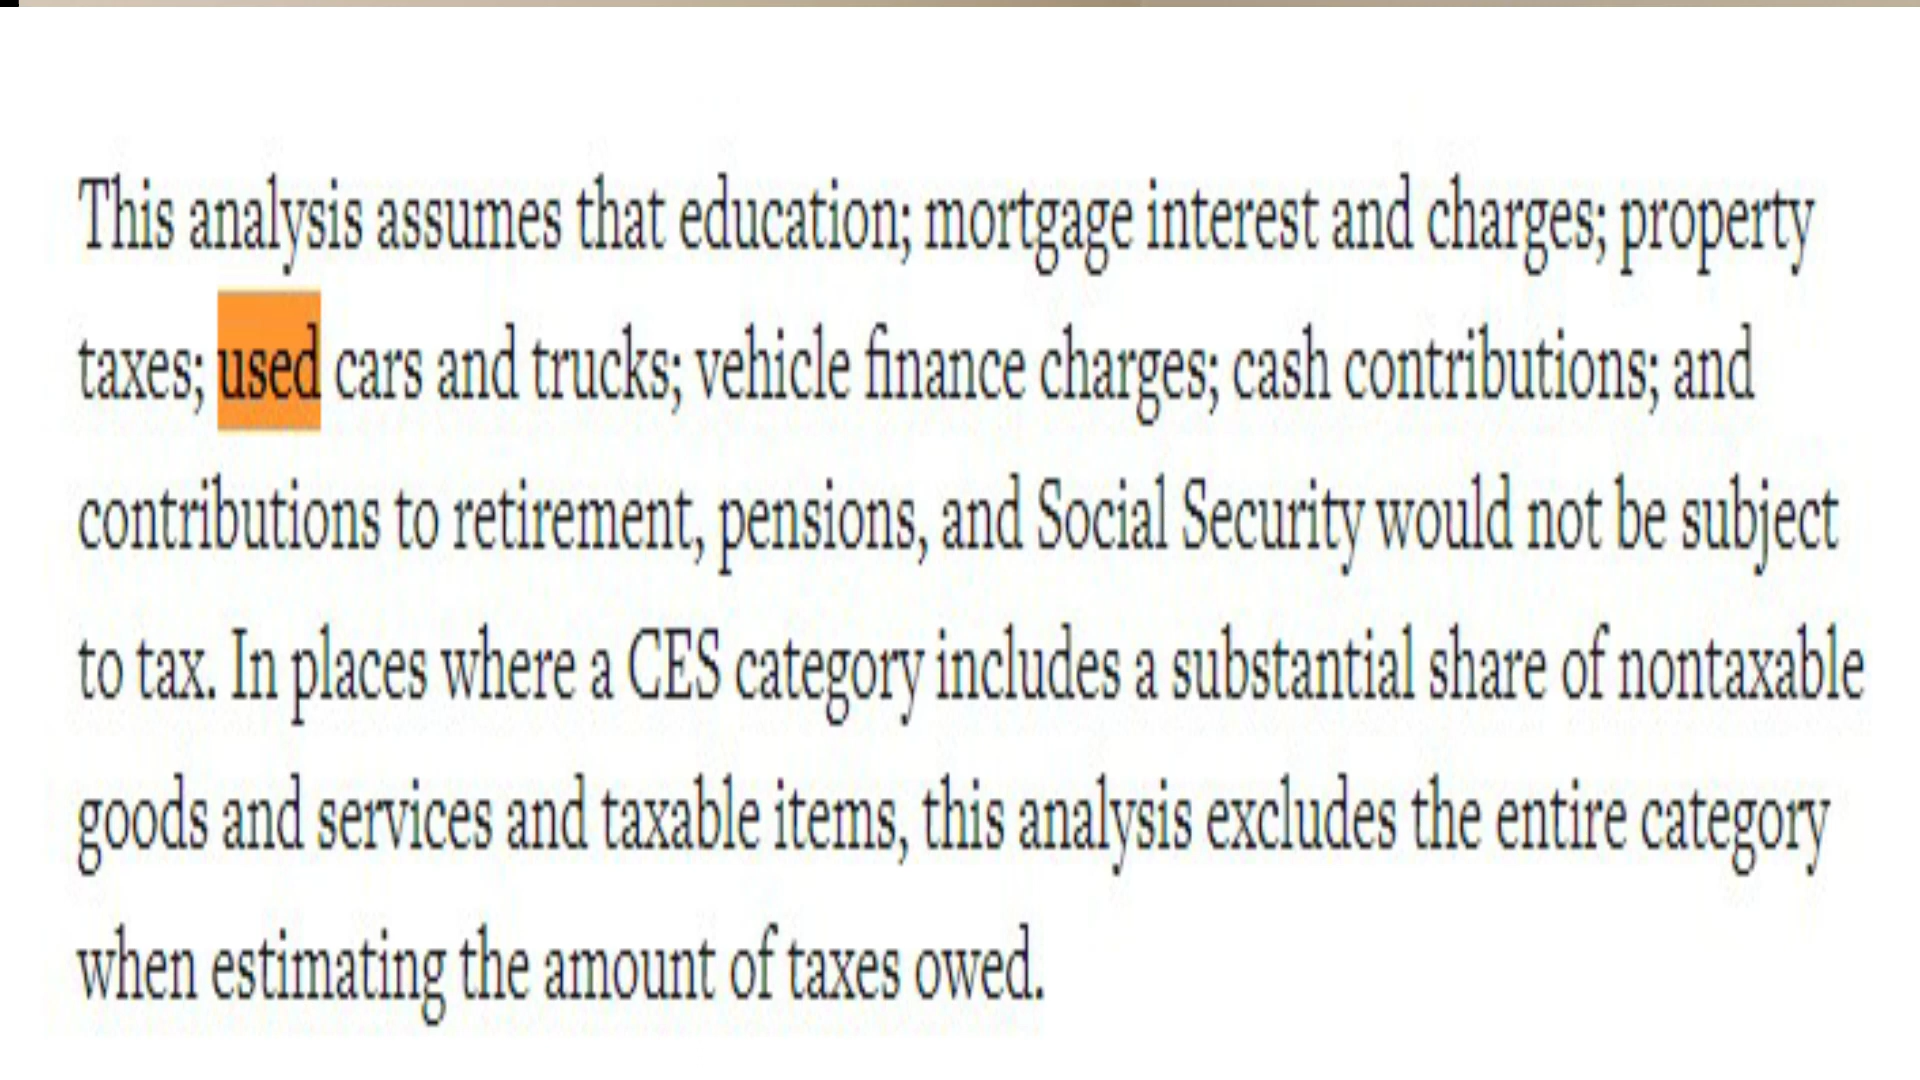 This analysis assumes that education; mortgage interest and charges; property
taxes; used cars and trucks; vehicle finance charges; cash contributions; and
contributions to retirement, pensions, and Social Security would not be subject
to tax. In places where a CES category includes a substantial share of nontaxable
goods and services and taxable items, this analysis excludes the entire category
when estimating the amount of taxes owed.